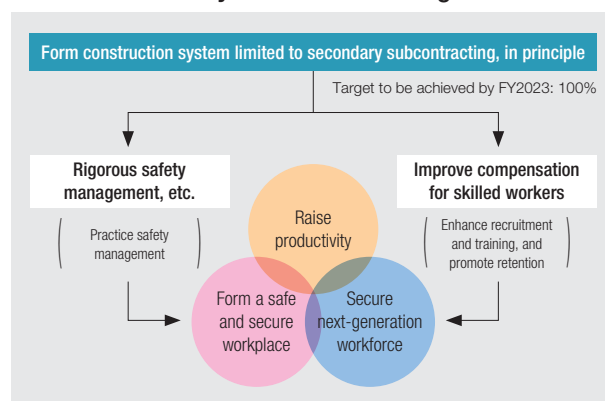 Form construction system limited to secondary subcontracting, in principle
Target to be achieved by FY2023: 100%
Rigorous safety
management, etc.
Practice safety
management
Improve compensation
for skilled workers
Enhance recruitment
and training, and
promote retention
Raise
productivity
Form a safe
and secure
workplace
Secure
next-generation
workforce